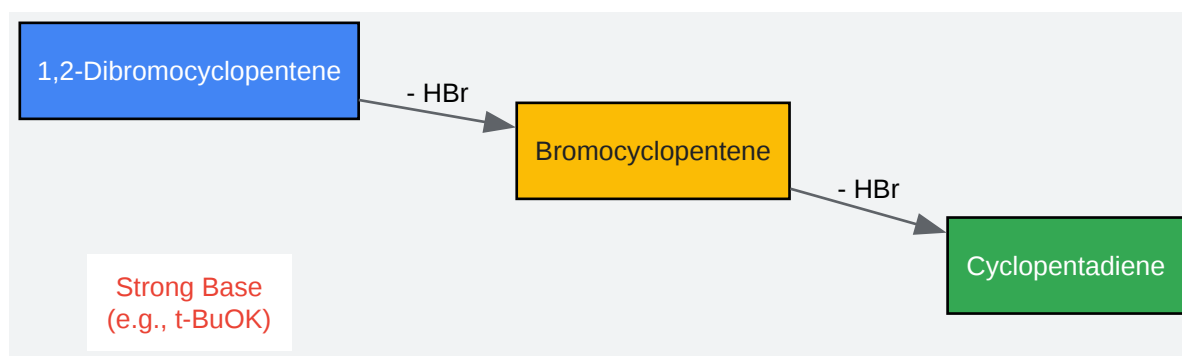 1,2-Dibromocyclopentene
- HBr
Bromocyclopentene
- HBr
Cyclopentadiene
Strong Base
(e.g., t-BuOK)